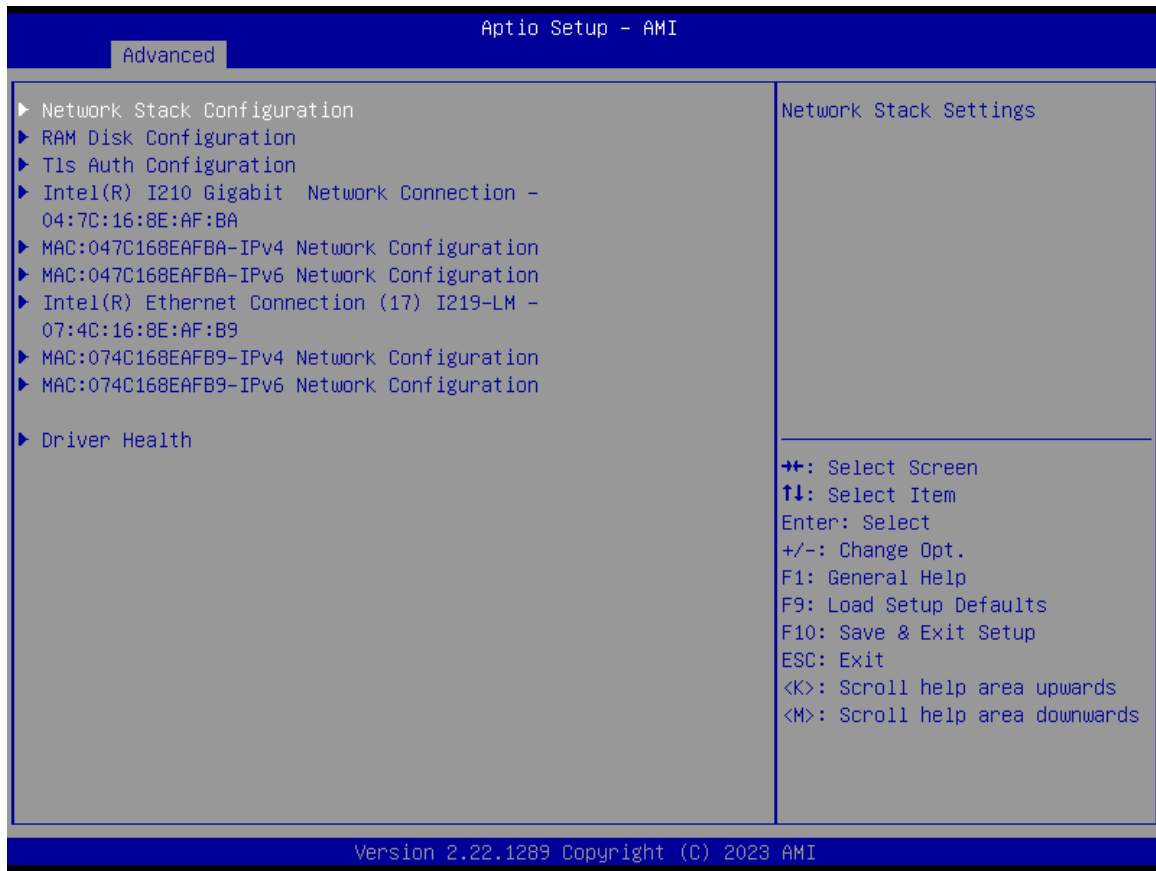 Aptio Setup – AMI
Advanced
Network Stack Configuration
RAM Disk Configuration
Tls Auth Configuration
Intel(R) I210 Gigabit  Network Connection –
04:7C:16:8E:AF:BA
MAC:047C168EAFBA-IPv4 Network Configuration
MAC:047C168EAFBA-IPv6 Network Configuration
Intel(R) Ethernet Connection (17) I219-LM –
07:4C:16:8E:AF:B9
MAC:074C168EAFB9-IPv4 Network Configuration
MAC:074C168EAFB9-IPv6 Network Configuration
Driver Health
Network Stack Settings
→←: Select Screen
↑↓: Select Item
Enter: Select
+/-: Change Opt.
F1: General Help
F9: Load Setup Defaults
F10: Save & Exit Setup
ESC: Exit
<K>: Scroll help area upwards
<M>: Scroll help area downwards
Version 2.22.1289 Copyright (C) 2023 AMI